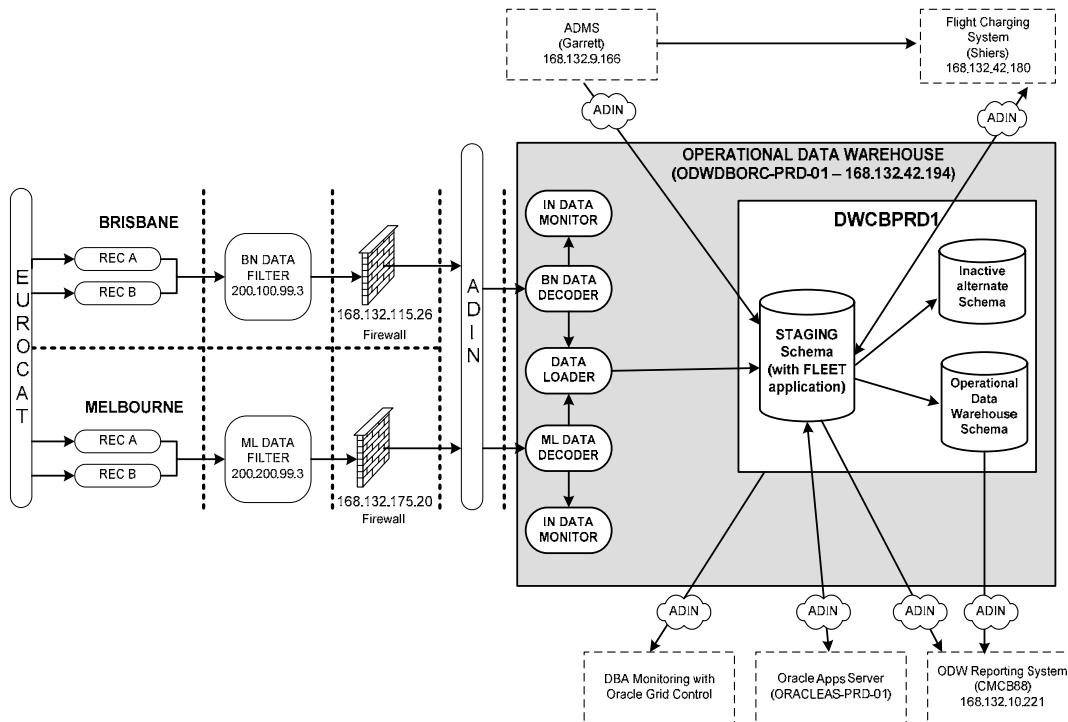 ADMS
(Garrett)
168.132.9.166
Flight Charging
System
(Shiers)
168.132.42.180
ADIN
ADIN
OPERATIONAL DATA WAREHOUSE
(ODWDBORC-PRD-01 – 168.132.42.194)
EUROCAT
BRISBANE
REC A
REC B
BN DATA
FILTER
200.100.99.3
168.132.115.26
Firewall
MELBOURNE
REC A
REC B
ML DATA
FILTER
200.200.99.3
168.132.175.20
Firewall
ADIN
IN DATA
MONITOR
BN DATA
DECODER
DATA
LOADER
ML DATA
DECODER
IN DATA
MONITOR
DWCBPRD1
STAGING
Schema
(with FLEET
application)
Inactive
alternate
Schema
Operational
Data
Warehouse
Schema
ADIN
ADIN
ADIN
ADIN
DBA Monitoring with
Oracle Grid Control
Oracle Apps Server
(ORACLEAS-PRD-01)
ODW Reporting System
(CMCB88)
168.132.10.221